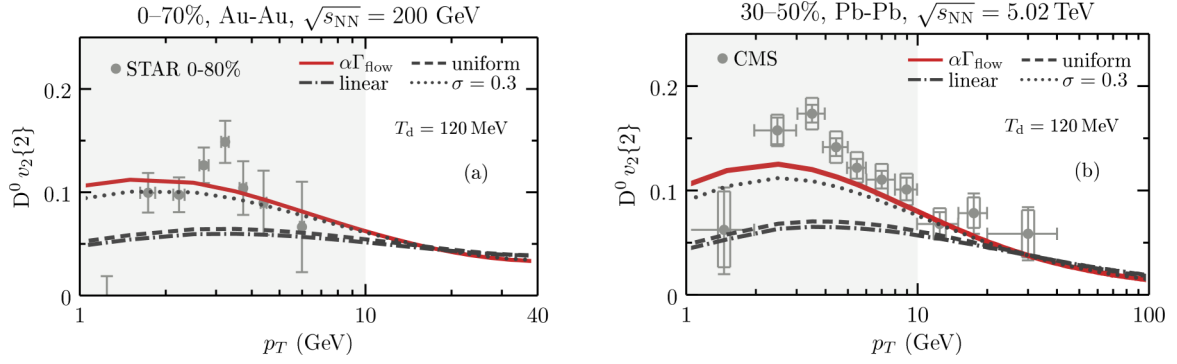 0–70%, Au-Au, √sNN = 200 GeV
STAR 0-80%
αΓflow
uniform
linear
σ = 0.3
Td = 120 MeV
(a)
D⁰ v₂{2}
0.2
0.1
0
1
10
40
pT (GeV)
30–50%, Pb-Pb, √sNN = 5.02 TeV
CMS
αΓflow
uniform
linear
σ = 0.3
Td = 120 MeV
(b)
D⁰ v₂{2}
0.2
0.1
0
1
10
100
pT (GeV)